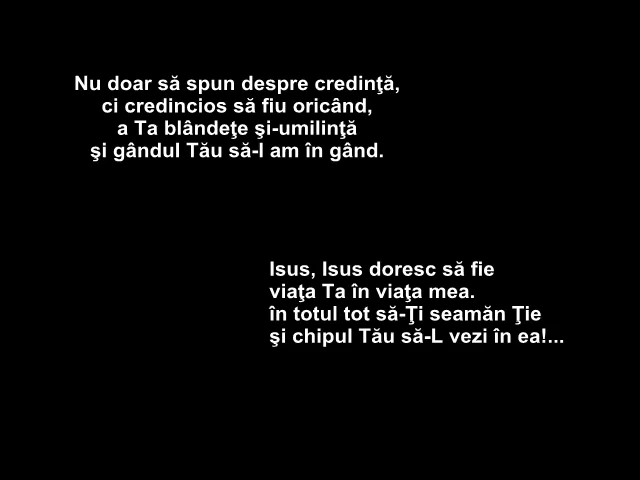 Nu doar să spun despre credinţă,
ci credincios să fiu oricând,
a Ta blândeţe şi-umilinţă
şi gândul Tău să-l am în gând.
Isus, Isus doresc să fie
viaţa Ta în viaţa mea.
în totul tot să-Ţi seamăn Ţie
şi chipul Tău să-L vezi în ea!...